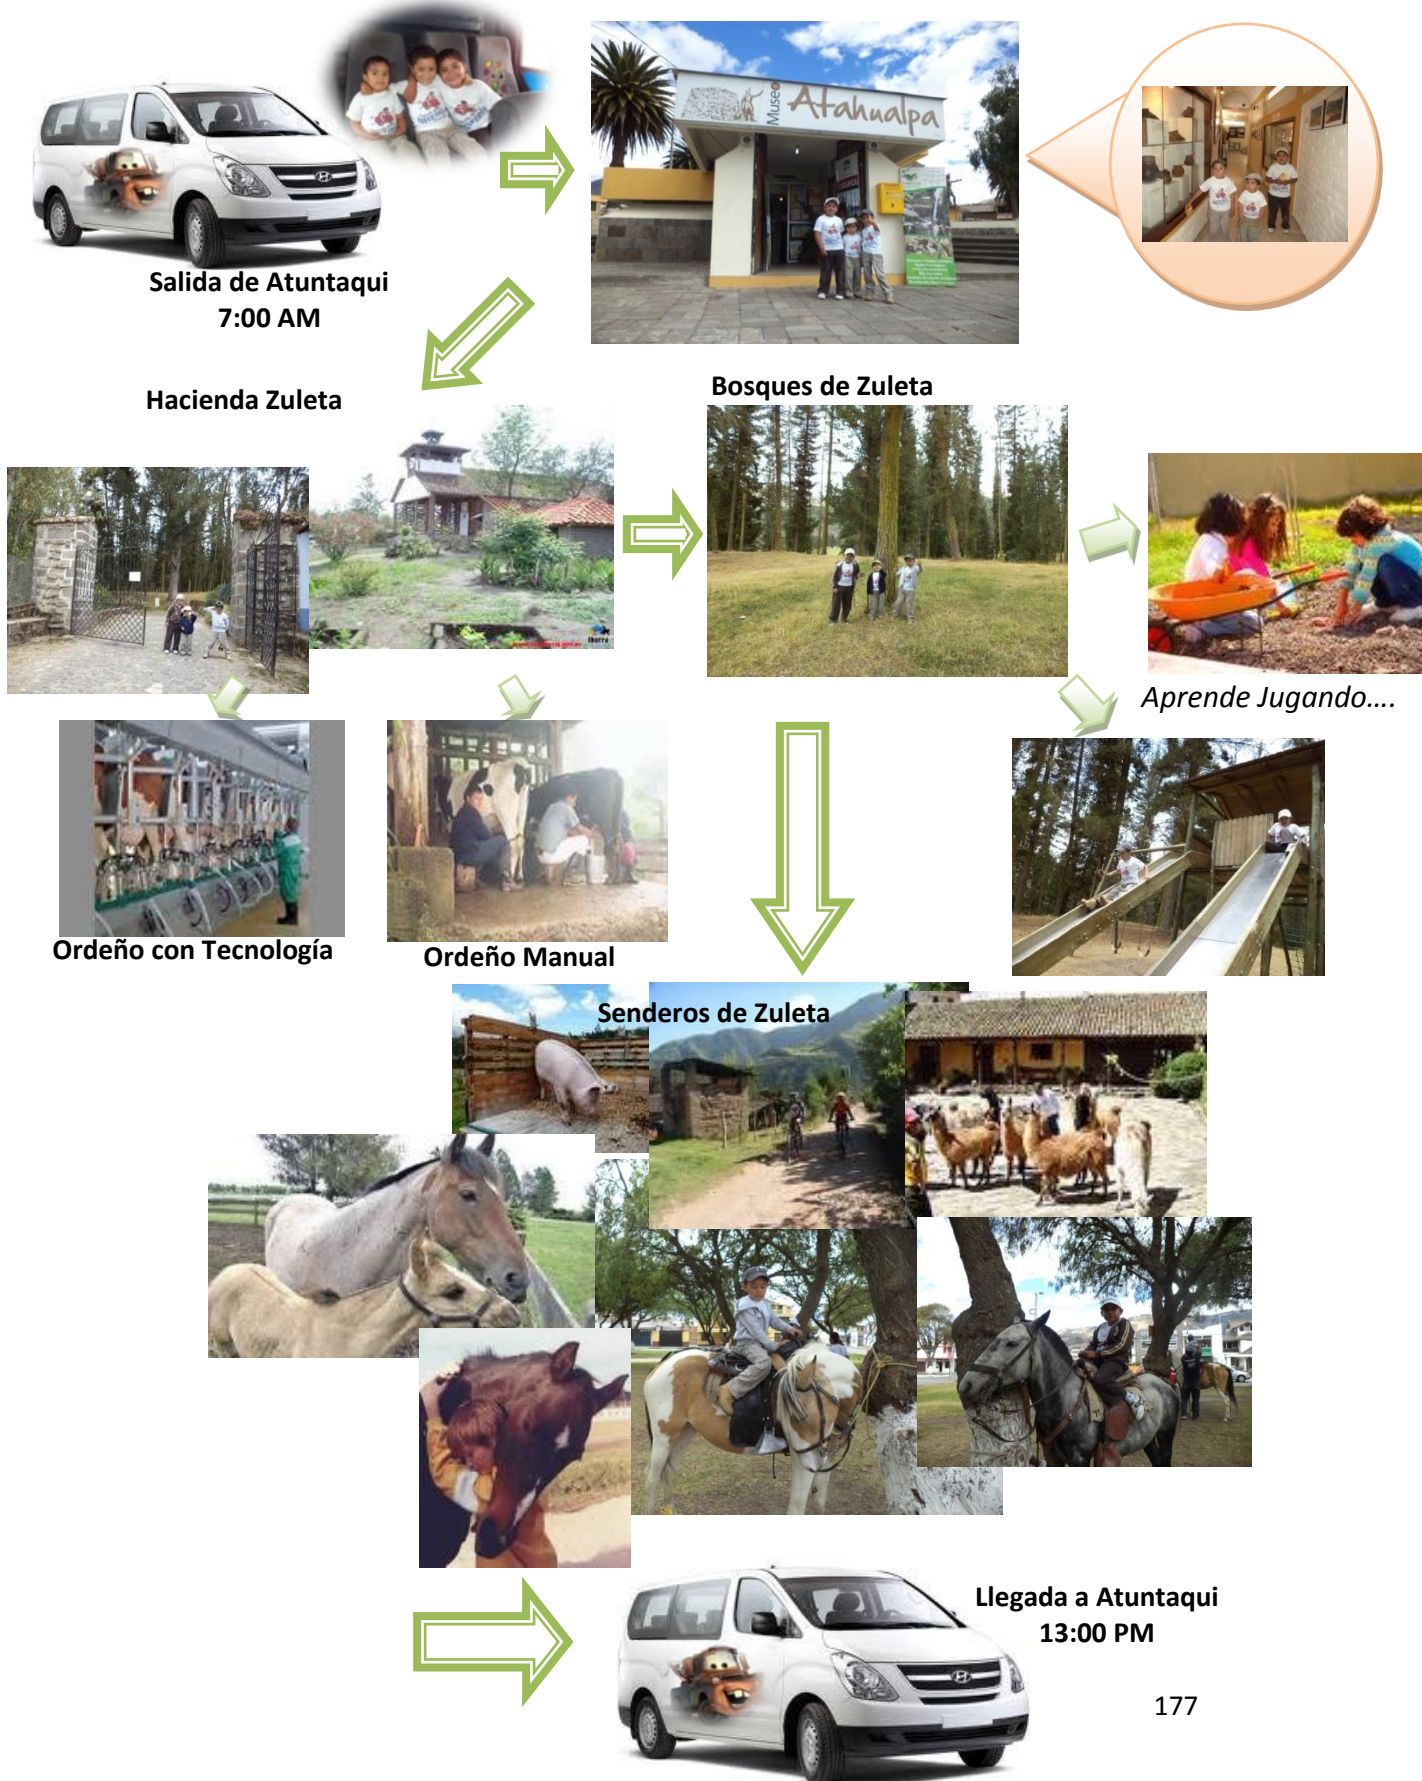 Museo
Atahualpa
Salida de Atuntaqui
7:00 AM
Hacienda Zuleta
Bosques de Zuleta
Ibarra
Aprende Jugando....
Ordeño con Tecnología
Ordeño Manual
Senderos de Zuleta
Llegada a Atuntaqui
13:00 PM
177